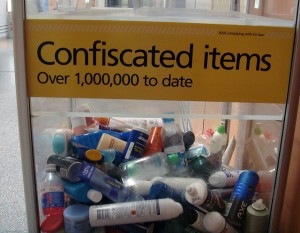 Confiscated items
Over 1,000,000 to date